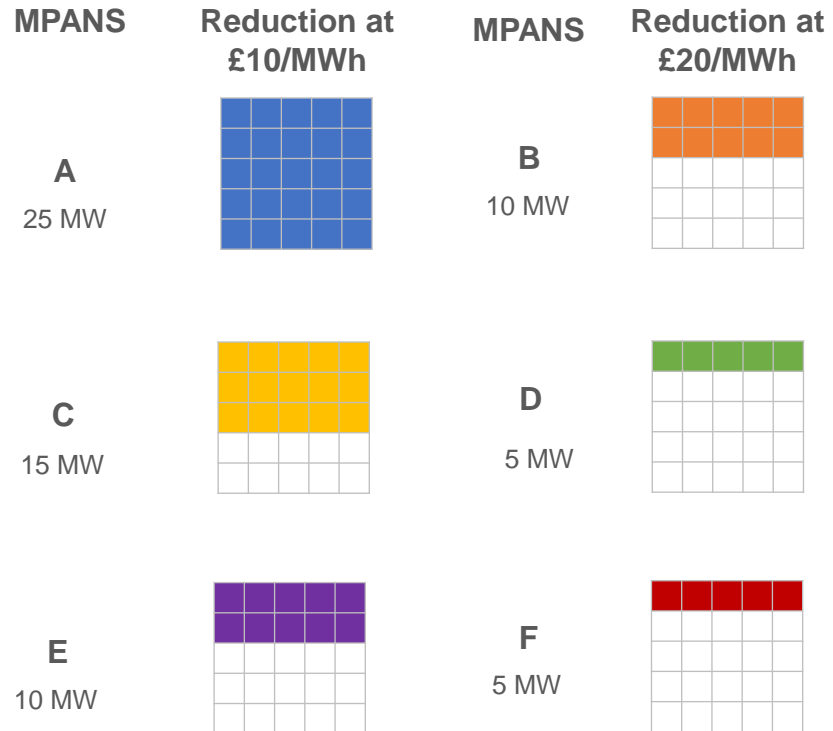 MPANS
Reduction at
£10/MWh
MPANS
Reduction at
£20/MWh
A
25 MW
B
10 MW
C
15 MW
D
5 MW
E
10 MW
F
5 MW